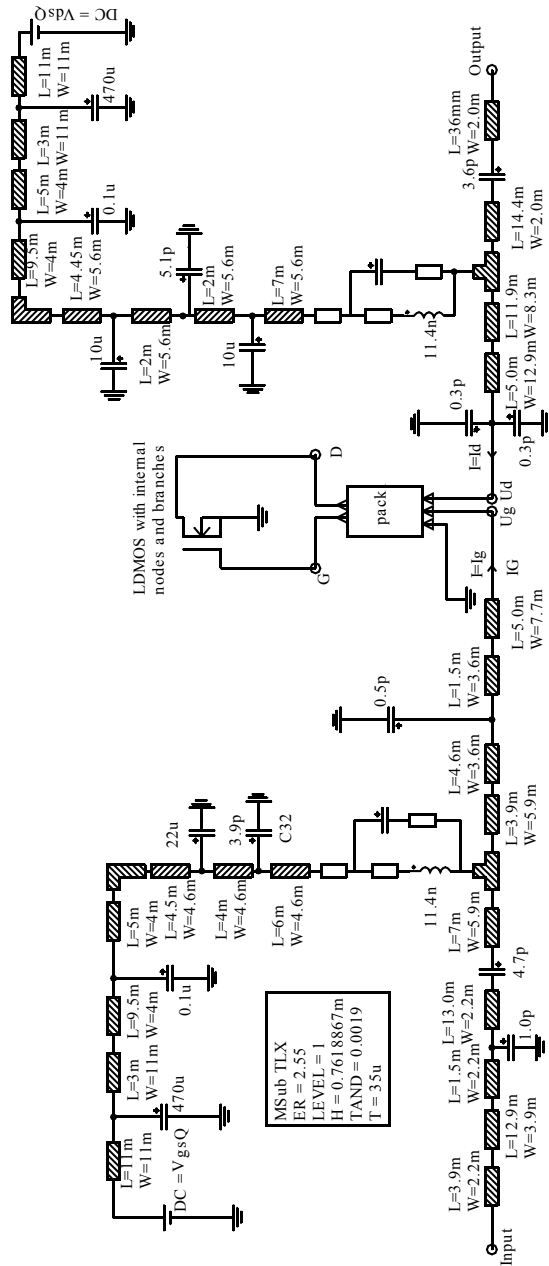 DC = VdsQ
L=11m
W=11m
470u
L=3m
W=11m
L=5m
W=4m
0.1u
L=9.5m
W=4m
L=4.45m
W=5.6m
10u
L=2m
W=5.6m
5.1p
L=2m
W=5.6m
10u
L=7m
W=5.6m
11.4n
LDMOS with internal
nodes and branches
G
D
pack
Ug
Ud
I=Ig
IG
I=Id
0.3p
0.3p
L=5.0m
W=12.9m
L=11.9m
W=8.3m
L=14.4m
W=2.0m
3.6p
L=36mm
W=2.0m
Output
L=5m
W=4m
L=4.5m
W=4.6m
22u
L=4m
W=4.6m
3.9p
C32
L=6m
W=4.6m
11.4n
L=9.5m
W=4m
0.1u
L=3m
W=11m
470u
L=11m
W=11m
DC = VgsQ
MSub TLX
ER = 2.55
LEVEL = 1
H = 0.7618867m
TAND = 0.0019
T = 35u
Input
L=3.9m
W=2.2m
L=12.9m
W=3.9m
L=1.5m
W=2.2m
1.0p
L=13.0m
W=2.2m
4.7p
L=7m
W=5.9m
L=3.9m
W=5.9m
L=4.6m
W=3.6m
0.5p
L=1.5m
W=3.6m
L=5.0m
W=7.7m